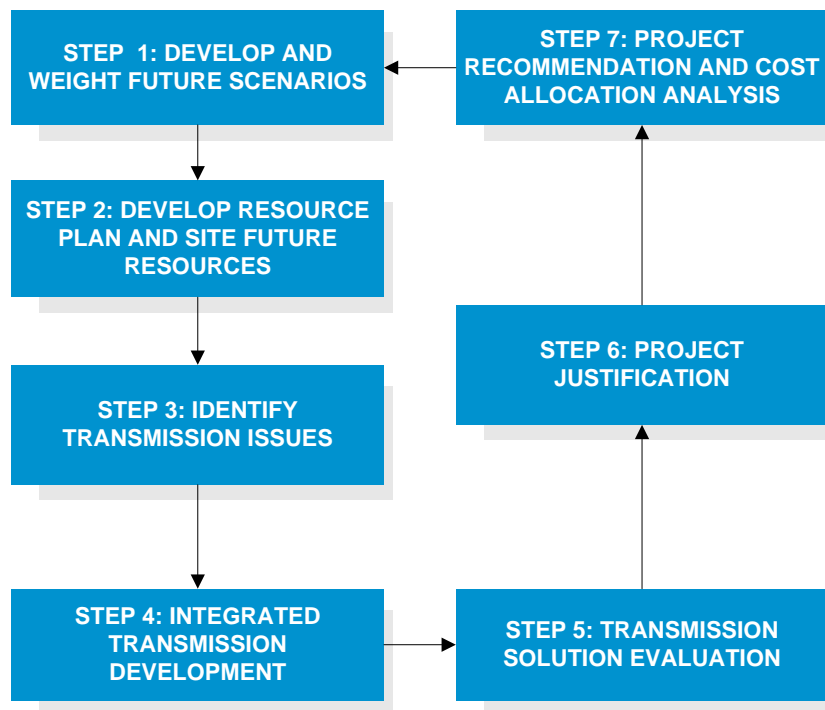 STEP 1: DEVELOP AND
WEIGHT FUTURE SCENARIOS
STEP 2: DEVELOP RESOURCE
PLAN AND SITE FUTURE
RESOURCES
STEP 3: IDENTIFY
TRANSMISSION ISSUES
STEP 4: INTEGRATED
TRANSMISSION
DEVELOPMENT
STEP 5: TRANSMISSION
SOLUTION EVALUATION
STEP 6: PROJECT
JUSTIFICATION
STEP 7: PROJECT
RECOMMENDATION AND COST
ALLOCATION ANALYSIS